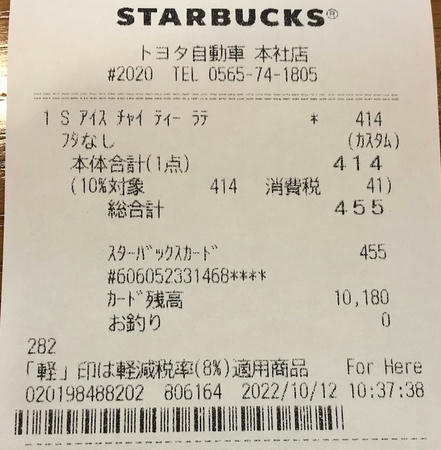 STARBUCKS®
トヨタ自動車 本社店
#2020 TEL 0565-74-1805
1 S ｱｲｽ ﾁｬｲ ﾃｨｰ ﾗﾃ * 414
ﾌﾀなし (ｶｽﾀﾑ)
本体合計(1点) 414
(10%対象 414 消費税 41)
総合計 455
ｽﾀｰﾊﾞｯｸｽｶｰﾄﾞ 455
#606052331468****
ｶｰﾄﾞ残高 10,180
お釣り 0
282
「軽」印は軽減税率(8%)適用商品 For Here
020198488202 806164 2022/10/12 10:37:38